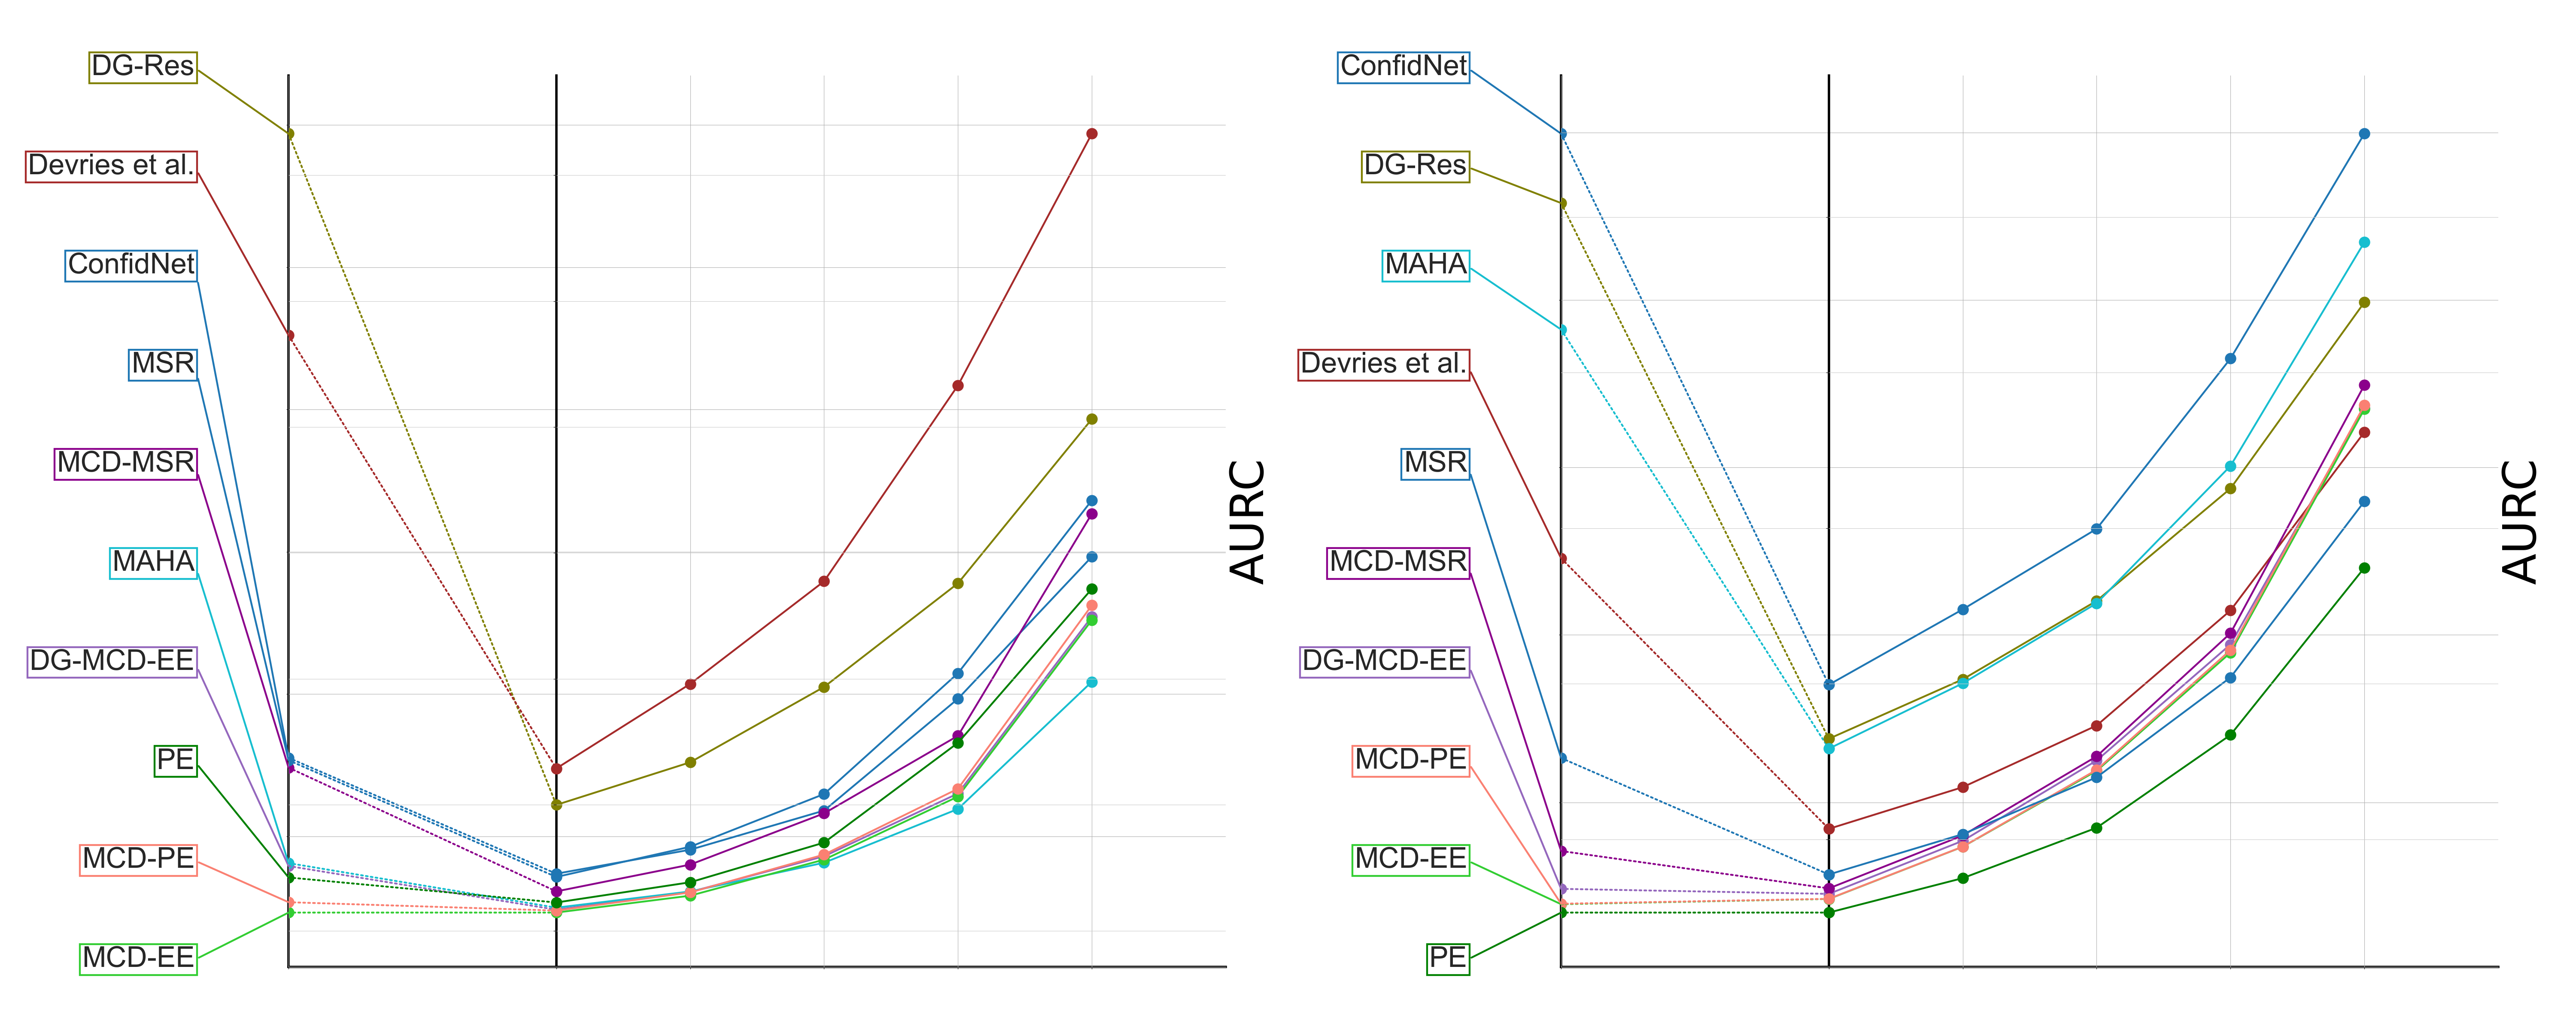 DG-Res
Devries et al.
ConfidNet
MSR
MCD-MSR
MAHA
DG-MCD-EE
PE
MCD-PE
MCD-EE
AURC
ConfidNet
DG-Res
MAHA
Devries et al.
MSR
MCD-MSR
DG-MCD-EE
MCD-PE
MCD-EE
PE
AURC